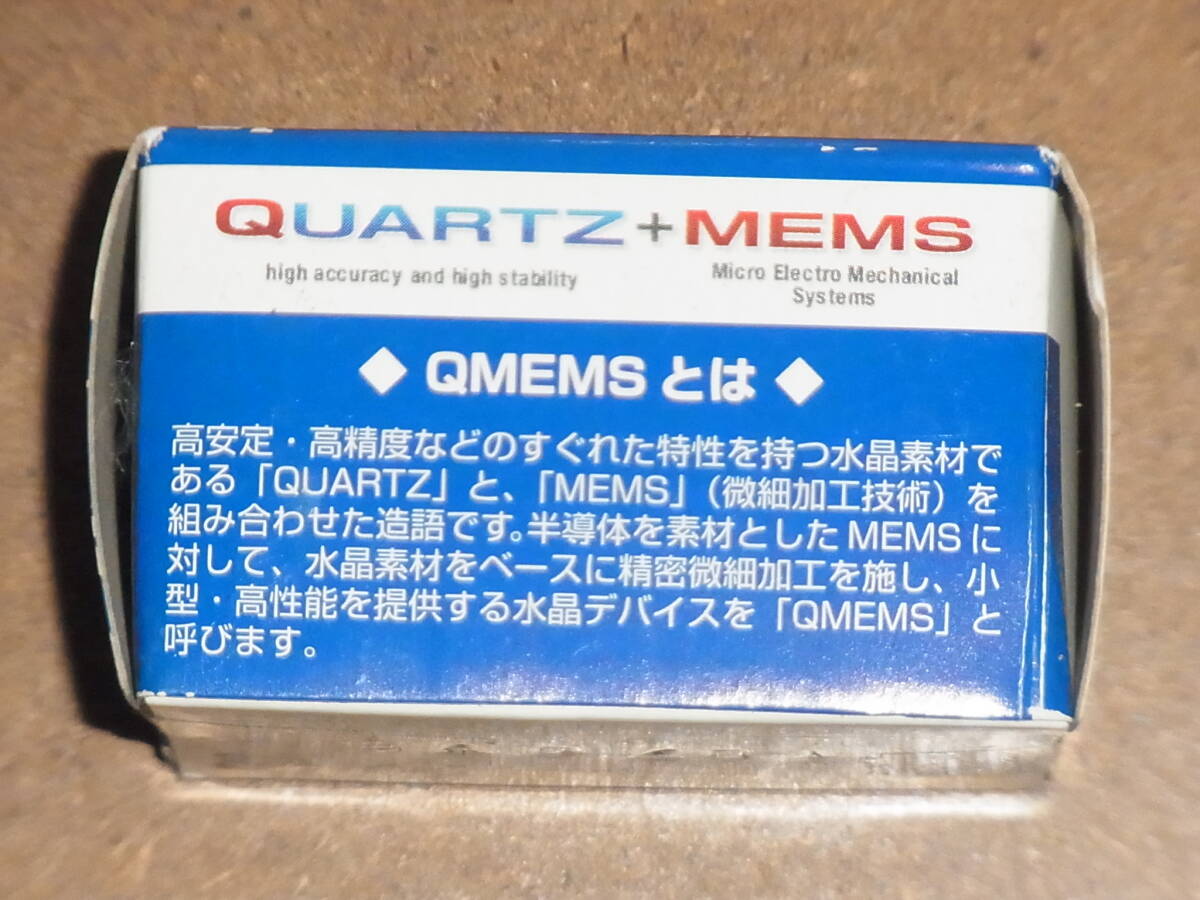 QUARTZ+MEMS
high accuracy and high stability
Micro Electro Mechanical
Systems
◆ QMEMS とは ◆
高安定・高精度などのすぐれた特性を持つ水晶素材で
ある「QUARTZ」と、「MEMS」（微細加工技術）を
組み合わせた造語です。半導体を素材としたMEMSに
対して、水晶素材をベースに精密微細加工を施し、小
型・高性能を提供する水晶デバイスを「QMEMS」と
呼びます。